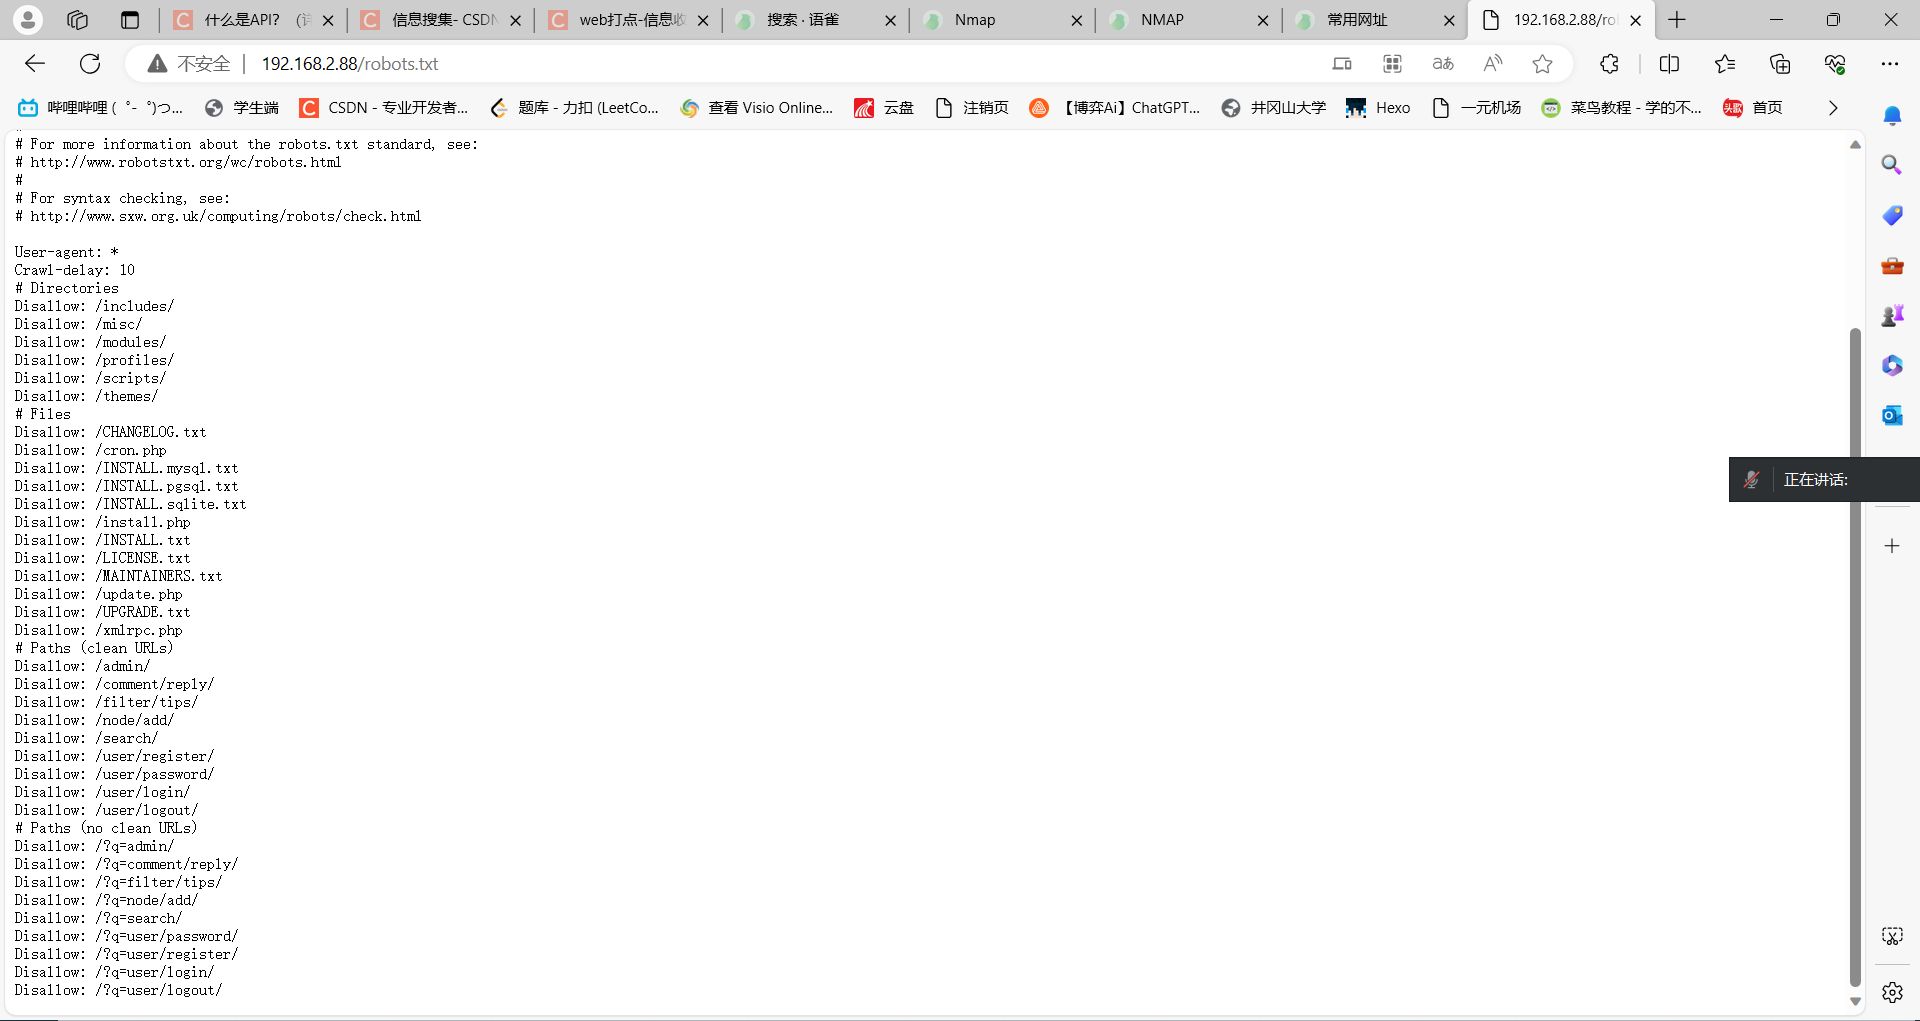 什么是API? (详
信息搜集- CSDN
web打点-信息收
搜索 · 语雀
Nmap
NMAP
常用网址
192.168.2.88/rol
不安全
192.168.2.88/robots.txt
哔哩哔哩 ( ゜- ゜)つ...
学生端
CSDN - 专业开发者...
题库 - 力扣 (LeetCo...
查看 Visio Online...
云盘
注销页
【博弈Ai】ChatGPT...
井冈山大学
Hexo
一元机场
菜鸟教程 - 学的不...
首页
# For more information about the robots.txt standard, see:
# http://www.robotstxt.org/wc/robots.html
#
# For syntax checking, see:
# http://www.sxw.org.uk/computing/robots/check.html
User-agent: *
Crawl-delay: 10
# Directories
Disallow: /includes/
Disallow: /misc/
Disallow: /modules/
Disallow: /profiles/
Disallow: /scripts/
Disallow: /themes/
# Files
Disallow: /CHANGELOG.txt
Disallow: /cron.php
Disallow: /INSTALL.mysql.txt
Disallow: /INSTALL.pgsql.txt
Disallow: /INSTALL.sqlite.txt
Disallow: /install.php
Disallow: /INSTALL.txt
Disallow: /LICENSE.txt
Disallow: /MAINTAINERS.txt
Disallow: /update.php
Disallow: /UPGRADE.txt
Disallow: /xmlrpc.php
# Paths (clean URLs)
Disallow: /admin/
Disallow: /comment/reply/
Disallow: /filter/tips/
Disallow: /node/add/
Disallow: /search/
Disallow: /user/register/
Disallow: /user/password/
Disallow: /user/login/
Disallow: /user/logout/
# Paths (no clean URLs)
Disallow: /?q=admin/
Disallow: /?q=comment/reply/
Disallow: /?q=filter/tips/
Disallow: /?q=node/add/
Disallow: /?q=search/
Disallow: /?q=user/password/
Disallow: /?q=user/register/
Disallow: /?q=user/login/
Disallow: /?q=user/logout/
正在讲话: